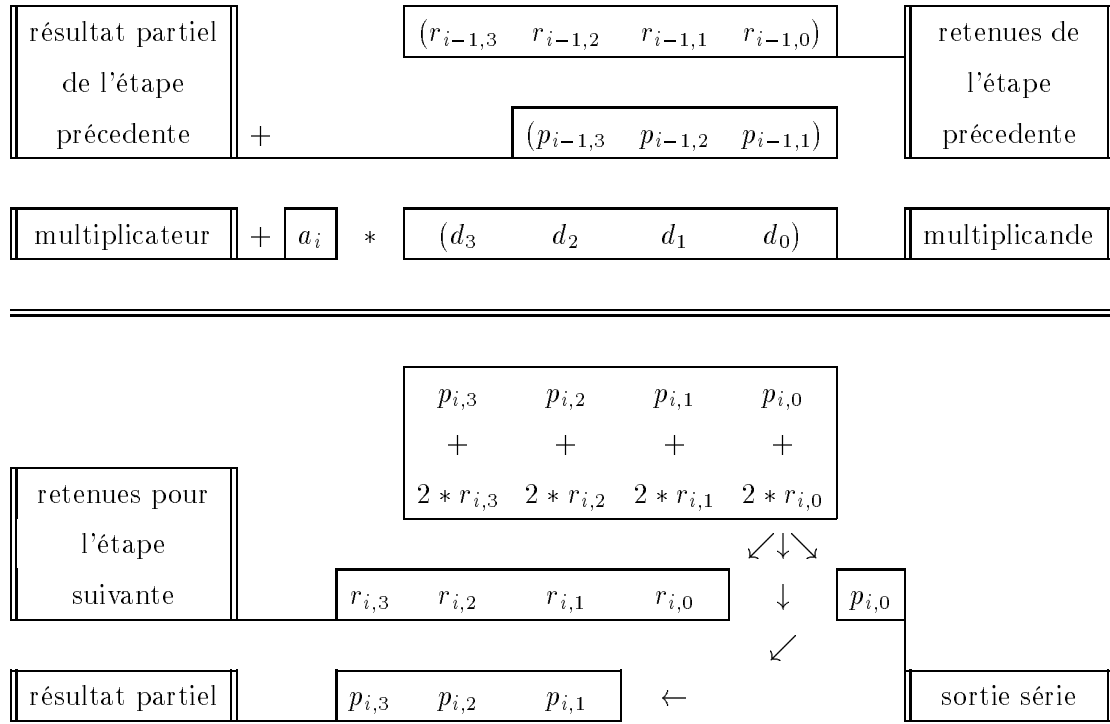 résultat partiel (r_{i−1,3} r_{i−1,2} r_{i−1,1} r_{i−1,0}) retenues de
de l'étape l'étape
précedente + (p_{i−1,3} p_{i−1,2} p_{i−1,1}) précedente
multiplicateur + a_i * (d_3 d_2 d_1 d_0) multiplicande
p_{i,3} p_{i,2} p_{i,1} p_{i,0}
+ + + +
retenues pour 2 * r_{i,3} 2 * r_{i,2} 2 * r_{i,1} 2 * r_{i,0}
l'étape ↙ ↓ ↘
suivante r_{i,3} r_{i,2} r_{i,1} r_{i,0} ↓ p_{i,0}
↙
résultat partiel p_{i,3} p_{i,2} p_{i,1} ← sortie série